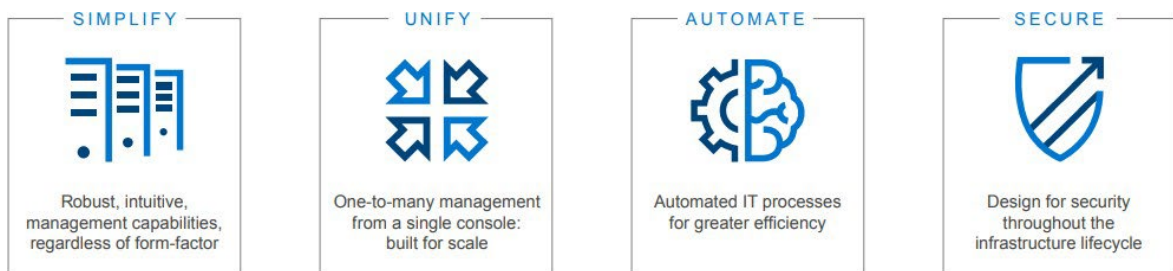 SIMPLIFY
Robust, intuitive,
management capabilities,
regardless of form-factor
UNIFY
One-to-many management
from a single console:
built for scale
AUTOMATE
Automated IT processes
for greater efficiency
SECURE
Design for security
throughout the
infrastructure lifecycle